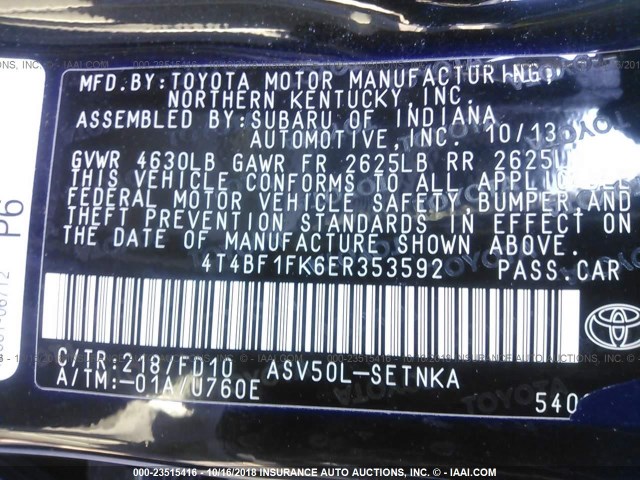 MFD.BY:TOYOTA MOTOR MANUFACTURING,
NORTHERN KENTUCKY,INC.
ASSEMBLED BY:SUBARU OF INDIANA
AUTOMOTIVE,INC. 10/13
GVWR 4630LB GAWR FR 2625LB RR
THIS VEHICLE CONFORMS TO ALL
FEDERAL MOTOR VEHICLE SAFETY,BUMPER AND
THEFT PREVENTION STANDARDS IN EFFECT ON
THE DATE OF MANUFACTURE SHOWN ABOVE.
4T4BF1FK6ER353592 PASS.CAR
C/TR:2187/FD10 ASV50L-SETNKA
A/TM:-01A/U760E
TOYOTA
P6
000-23515416 - 10/16/2018 INSURANCE AUTO AUCTIONS, INC. - © IAAI.COM